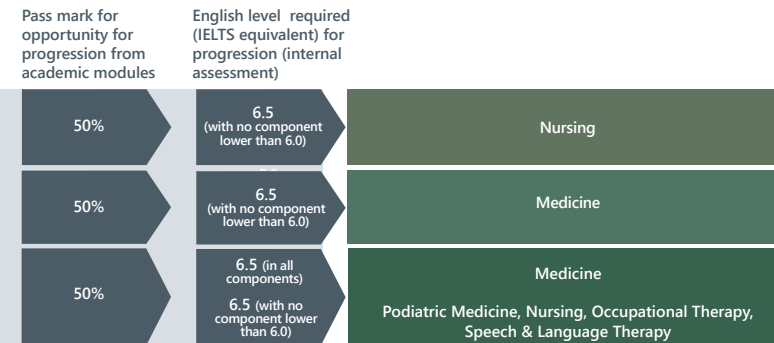 Pass mark for
opportunity for
progression from
academic modules
English level  required
(IELTS equivalent) for
progression (internal
assessment)
50%
6.5
(with no component
lower than 6.0)
Nursing
50%
6.5
(with no component
lower than 6.0)
Medicine
50%
6.5 (in all
components)
6.5 (with no
component lower
than 6.0)
Medicine
Podiatric Medicine, Nursing, Occupational Therapy,
Speech & Language Therapy